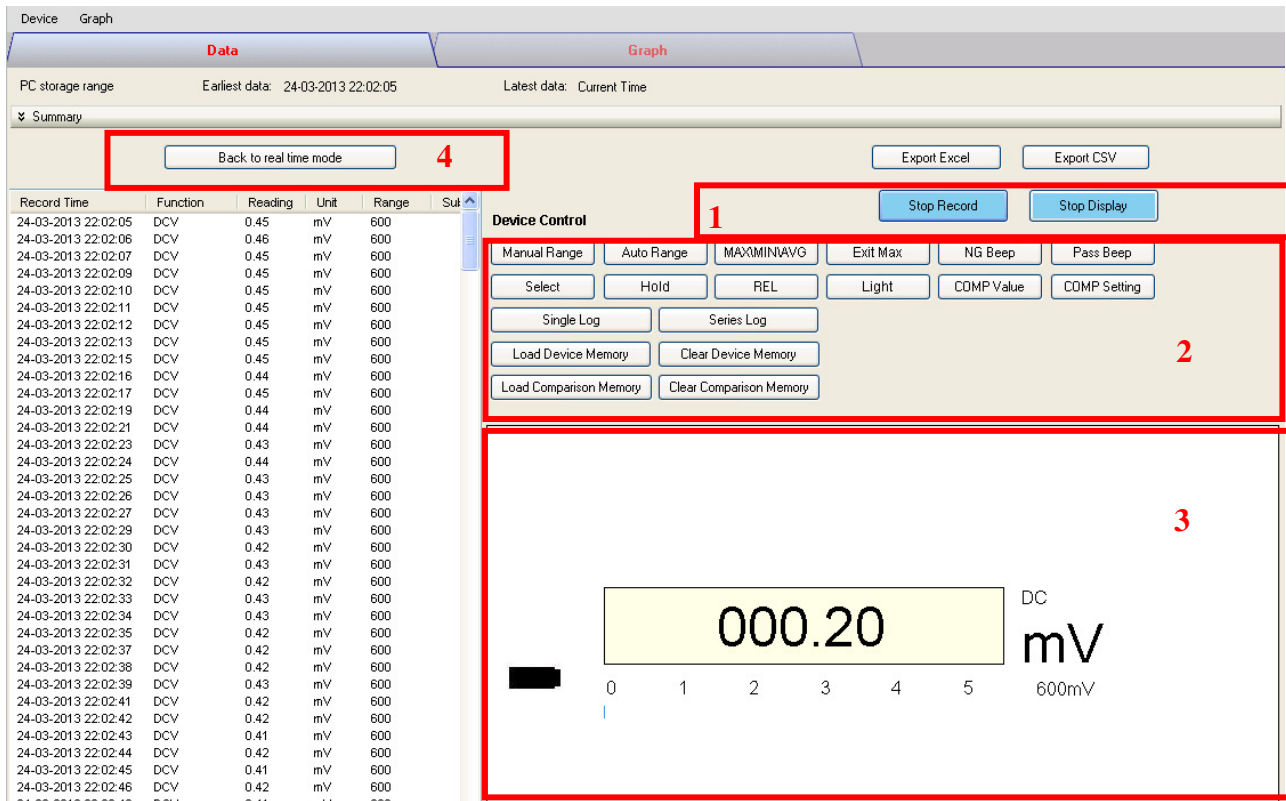 Device Graph
Data Graph
PC storage range Earliest data: 24-03-2013 22:02:05 Latest data: Current Time
Summary
Back to real time mode 4 Export Excel Export CSV
1 Stop Record Stop Display
Device Control
Manual Range Auto Range MAX\MIN\AVG Exit Max NG Beep Pass Beep
Select Hold REL Light COMP Value COMP Setting
Single Log Series Log
Load Device Memory Clear Device Memory
Load Comparison Memory Clear Comparison Memory
2
Record Time Function Reading Unit Range
24-03-2013 22:02:05 DCV 0.45 mV 600
24-03-2013 22:02:06 DCV 0.46 mV 600
24-03-2013 22:02:07 DCV 0.45 mV 600
24-03-2013 22:02:09 DCV 0.45 mV 600
24-03-2013 22:02:10 DCV 0.45 mV 600
24-03-2013 22:02:11 DCV 0.45 mV 600
24-03-2013 22:02:12 DCV 0.45 mV 600
24-03-2013 22:02:13 DCV 0.45 mV 600
24-03-2013 22:02:15 DCV 0.45 mV 600
24-03-2013 22:02:16 DCV 0.44 mV 600
24-03-2013 22:02:17 DCV 0.45 mV 600
24-03-2013 22:02:19 DCV 0.44 mV 600
24-03-2013 22:02:21 DCV 0.44 mV 600
24-03-2013 22:02:23 DCV 0.43 mV 600
24-03-2013 22:02:24 DCV 0.44 mV 600
24-03-2013 22:02:25 DCV 0.43 mV 600
24-03-2013 22:02:26 DCV 0.43 mV 600
24-03-2013 22:02:27 DCV 0.43 mV 600
24-03-2013 22:02:29 DCV 0.43 mV 600
24-03-2013 22:02:30 DCV 0.42 mV 600
24-03-2013 22:02:31 DCV 0.43 mV 600
24-03-2013 22:02:32 DCV 0.42 mV 600
24-03-2013 22:02:33 DCV 0.43 mV 600
24-03-2013 22:02:34 DCV 0.43 mV 600
24-03-2013 22:02:35 DCV 0.42 mV 600
24-03-2013 22:02:37 DCV 0.42 mV 600
24-03-2013 22:02:38 DCV 0.42 mV 600
24-03-2013 22:02:39 DCV 0.43 mV 600
24-03-2013 22:02:41 DCV 0.42 mV 600
24-03-2013 22:02:42 DCV 0.42 mV 600
24-03-2013 22:02:43 DCV 0.41 mV 600
24-03-2013 22:02:44 DCV 0.42 mV 600
24-03-2013 22:02:45 DCV 0.41 mV 600
24-03-2013 22:02:46 DCV 0.42 mV 600
3
000.20 DC mV
0 1 2 3 4 5 600mV